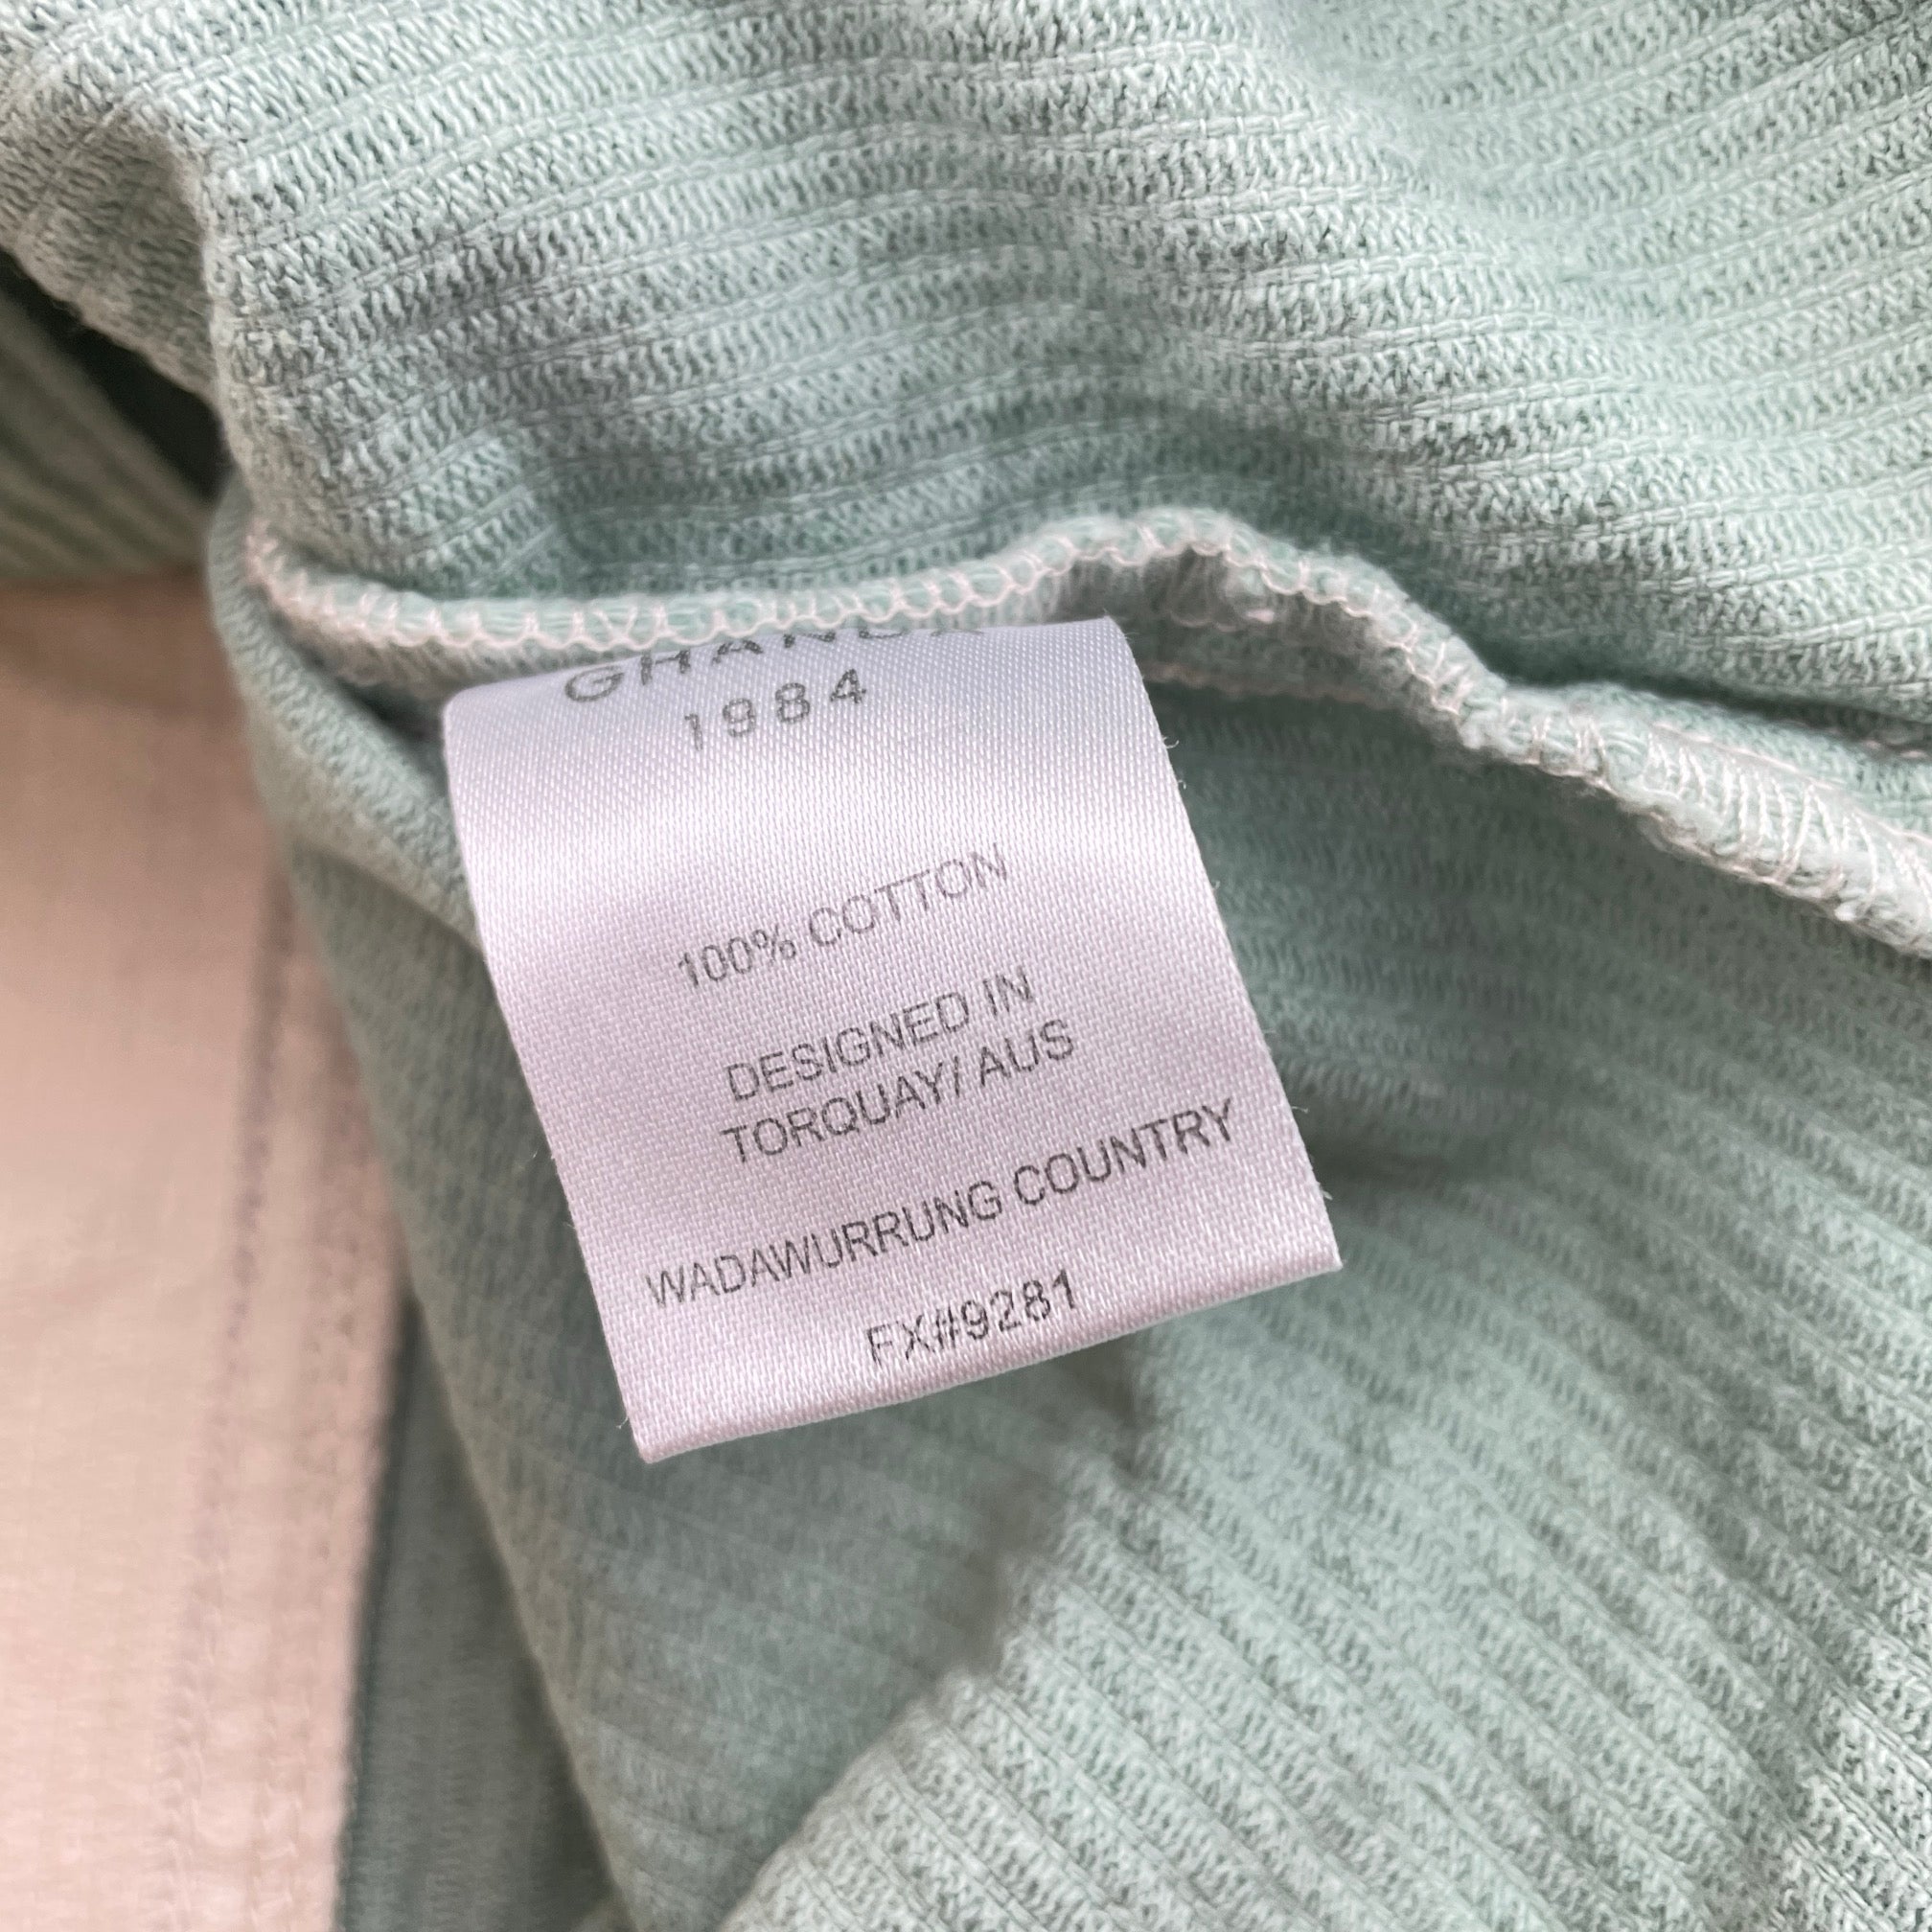 1984
100% COTTON
DESIGNED IN
TORQUAY/ AUS
WADAWURRUNG COUNTRY
FX#9281